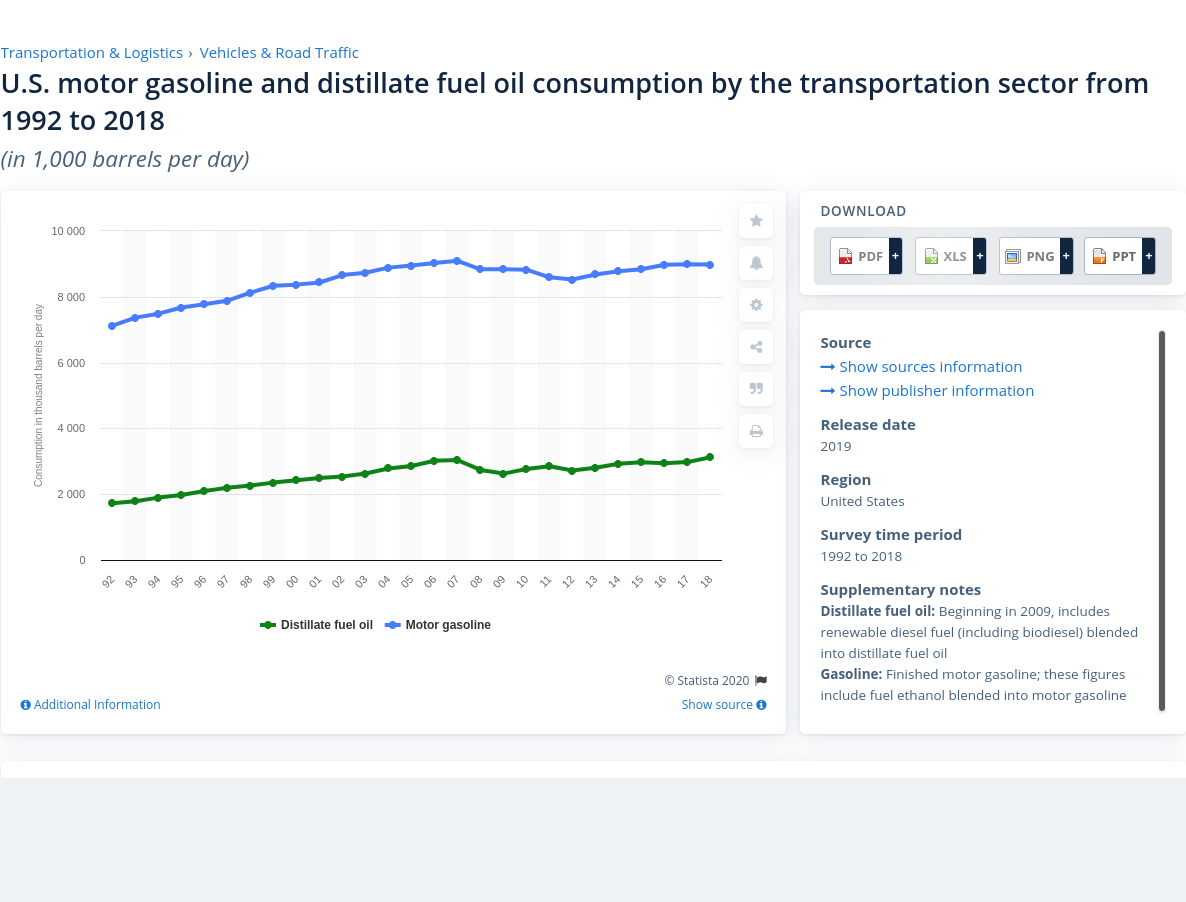 Transportation & Logistics › Vehicles & Road Traffic
U.S. motor gasoline and distillate fuel oil consumption by the transportation sector from
1992 to 2018
(in 1,000 barrels per day)
Consumption in thousand barrels per day
10 000
8 000
6 000
4 000
2 000
0
92 93 94 95 96 97 98 99 00 01 02 03 04 05 06 07 08 09 10 11 12 13 14 15 16 17 18
Distillate fuel oil Motor gasoline
© Statista 2020
Additional Information Show source
DOWNLOAD
PDF + XLS + PNG + PPT +
Source
Show sources information
Show publisher information
Release date
2019
Region
United States
Survey time period
1992 to 2018
Supplementary notes
Distillate fuel oil: Beginning in 2009, includes
renewable diesel fuel (including biodiesel) blended
into distillate fuel oil
Gasoline: Finished motor gasoline; these figures
include fuel ethanol blended into motor gasoline